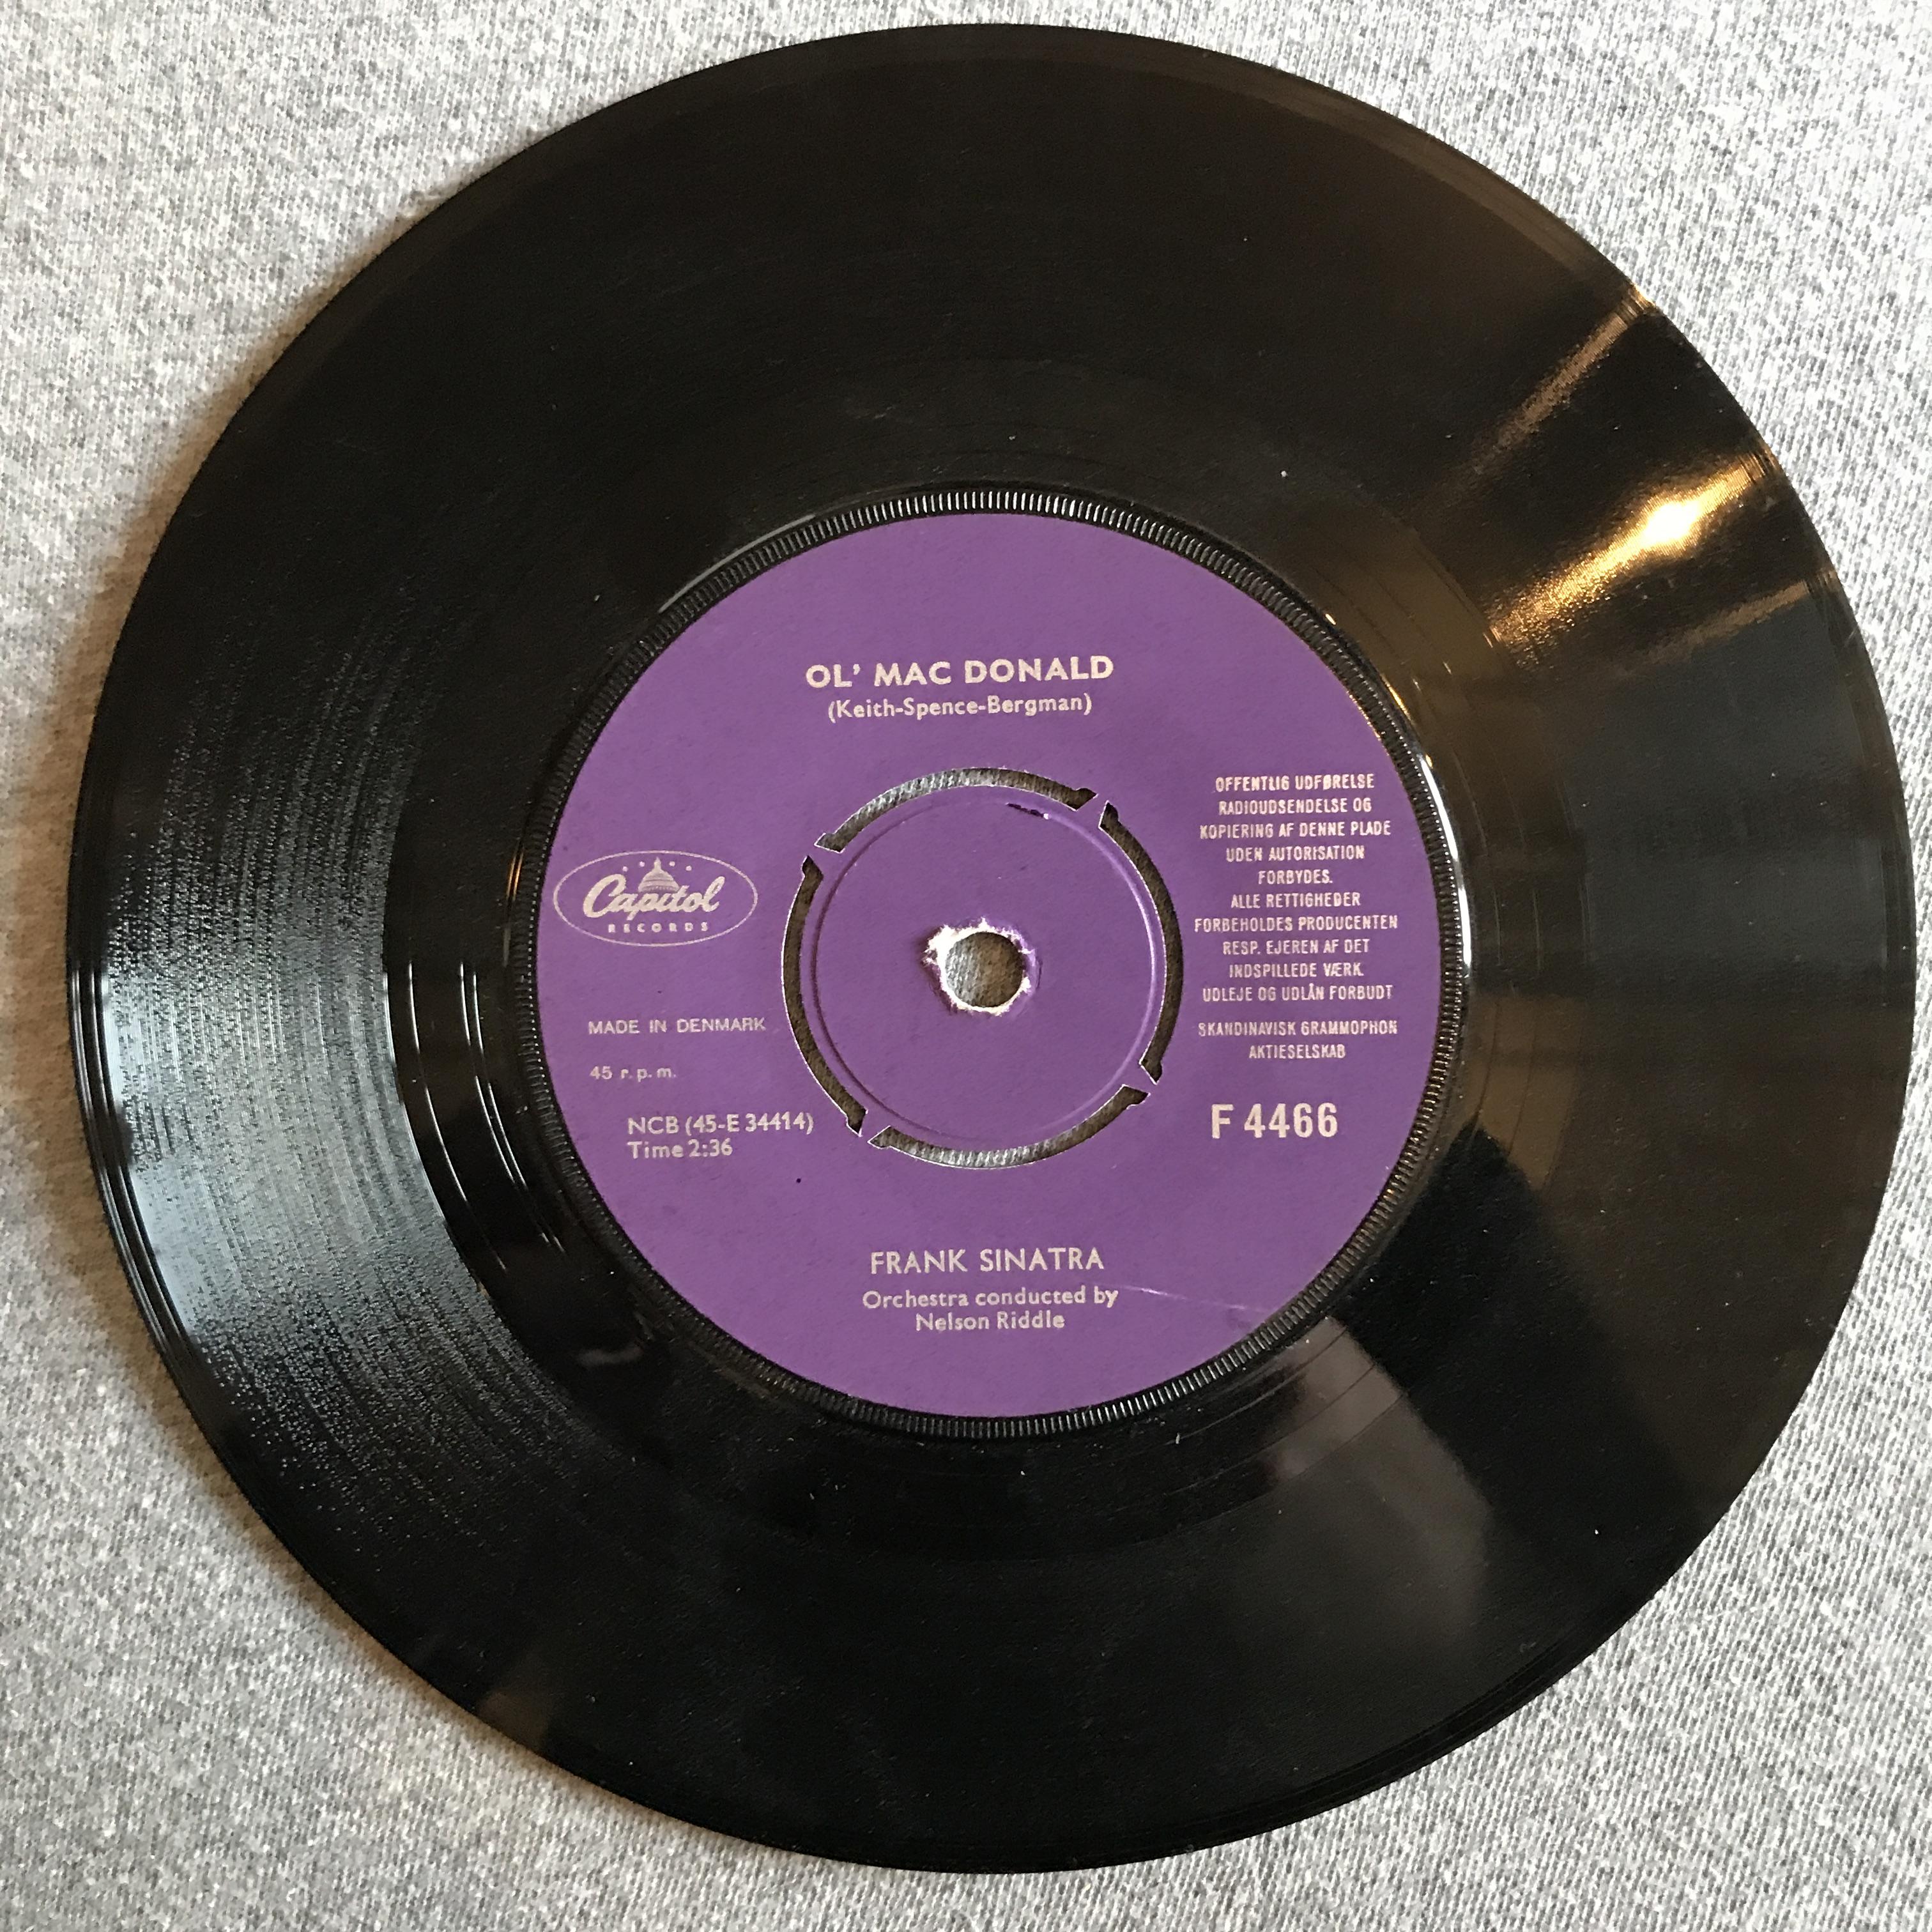 OL' MAC DONALD
(Keith-Spence-Bergman)
Capitol
RECORDS
MADE IN DENMARK
45 r.p.m.
NCB (45-E 34414)
Time 2:36
OFFENTLIG UDFØRELSE
RADIOUDSENDELSE OG
KOPIERING AF DENNE PLADE
UDEN AUTORISATION
FORBYDES.
ALLE RETTIGHEDER
FORBEHOLDES PRODUCENTEN
RESP. EJEREN AF DET
INDSPILLEDE VÆRK.
UDLEJE OG UDLÅN FORBUDT
SKANDINAVISK GRAMMOPHON
AKTIESELSKAB
F 4466
FRANK SINATRA
Orchestra conducted by
Nelson Riddle